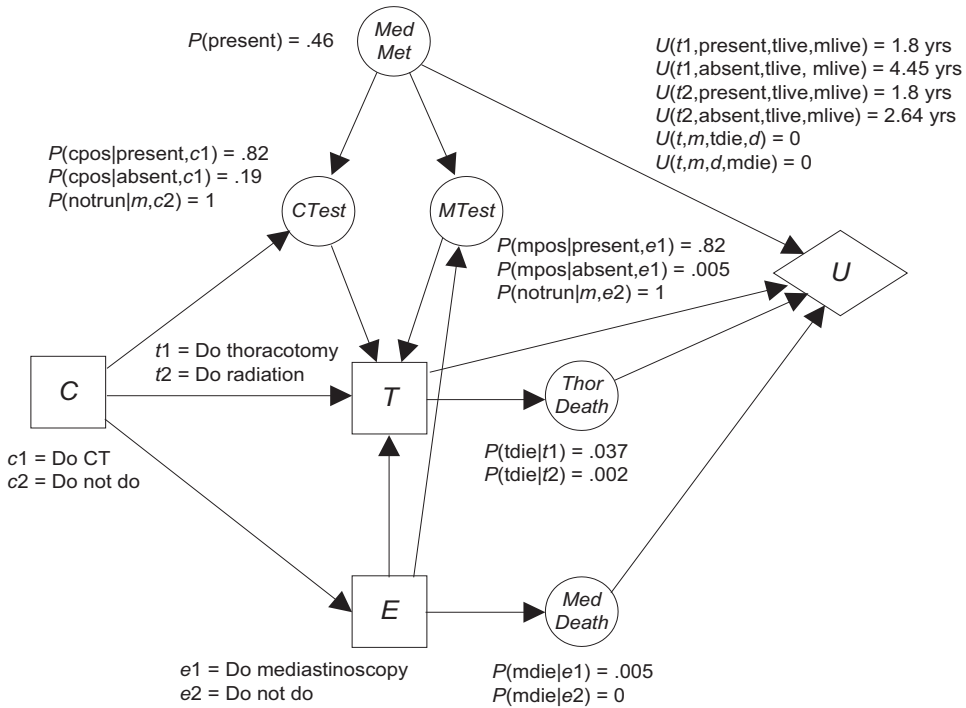 Med
Met
P(present) = .46
U(t1,present,tlive,mlive) = 1.8 yrs
U(t1,absent,tlive, mlive) = 4.45 yrs
U(t2,present,tlive,mlive) = 1.8 yrs
U(t2,absent,tlive,mlive) = 2.64 yrs
U(t,m,tdie,d) = 0
U(t,m,d,mdie) = 0
P(cpos|present,c1) = .82
P(cpos|absent,c1) = .19
P(notrun|m,c2) = 1
CTest
MTest
P(mpos|present,e1) = .82
P(mpos|absent,e1) = .005
P(notrun|m,e2) = 1
U
t1 = Do thoracotomy
t2 = Do radiation
C
T
Thor
Death
c1 = Do CT
c2 = Do not do
P(tdie|t1) = .037
P(tdie|t2) = .002
E
Med
Death
e1 = Do mediastinoscopy
e2 = Do not do
P(mdie|e1) = .005
P(mdie|e2) = 0